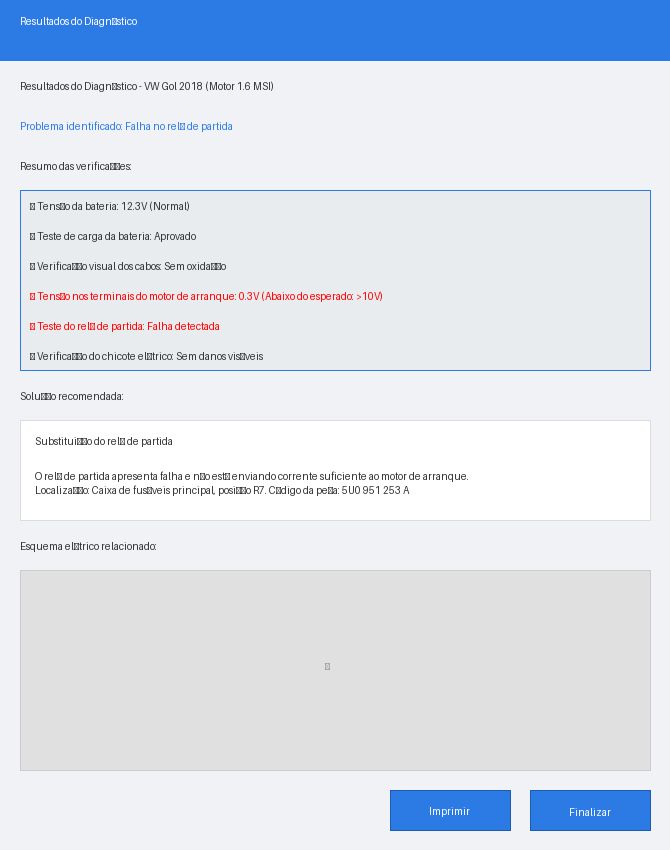 Resultados do Diagn□stico
Resultados do Diagn□stico - VW Gol 2018 (Motor 1.6 MSI)
Problema identificado: Falha no rel□ de partida
Resumo das verifica□□es:
□ Tens□o da bateria: 12.3V (Normal)
□ Teste de carga da bateria: Aprovado
□ Verifica□□o visual dos cabos: Sem oxida□□o
□ Tens□o nos terminais do motor de arranque: 0.3V (Abaixo do esperado: >10V)
□ Teste do rel□ de partida: Falha detectada
□ Verifica□□o do chicote el□trico: Sem danos vis□veis
Solu□□o recomendada:
Substitui□□o do rel□ de partida
O rel□ de partida apresenta falha e n□o est□ enviando corrente suficiente ao motor de arranque.
Localiza□□o: Caixa de fus□veis principal, posi□□o R7. C□digo da pe□a: 5U0 951 253 A
Esquema el□trico relacionado:
□
Imprimir
Finalizar